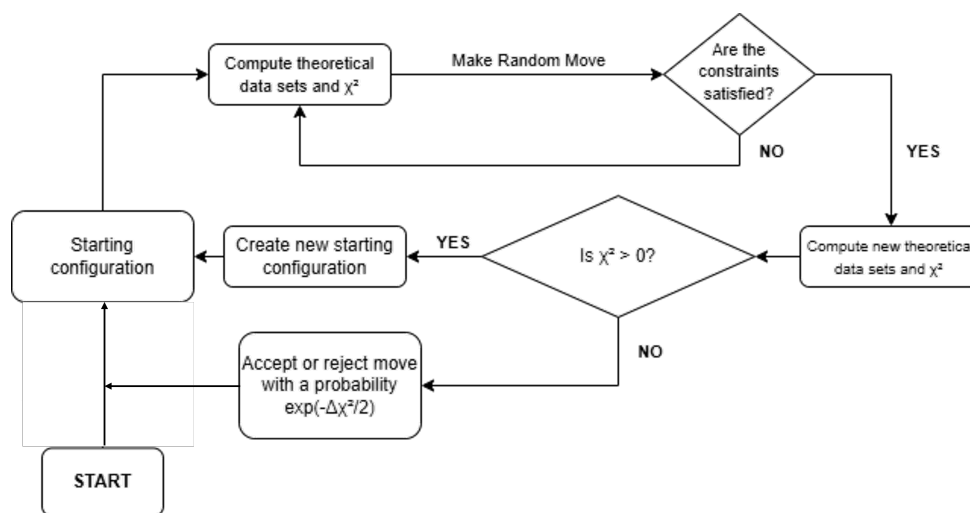 Compute theoretical
data sets and χ²
Make Random Move
Are the
constraints
satisfied?
NO
YES
Starting
configuration
Create new starting
configuration
YES
Is χ² > 0?
Compute new theoretical
data sets and χ²
NO
Accept or reject move
with a probability
exp(-Δχ²/2)
START